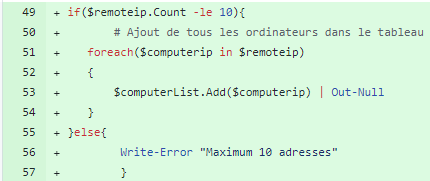 49 + if($remoteip.Count -le 10){
50 + # Ajout de tous les ordinateurs dans le tableau
51 + foreach($computerip in $remoteip)
52 + {
53 + $computerList.Add($computerip) | Out-Null
54 + }
55 + }else{
56 + Write-Error "Maximum 10 adresses"
57 + }